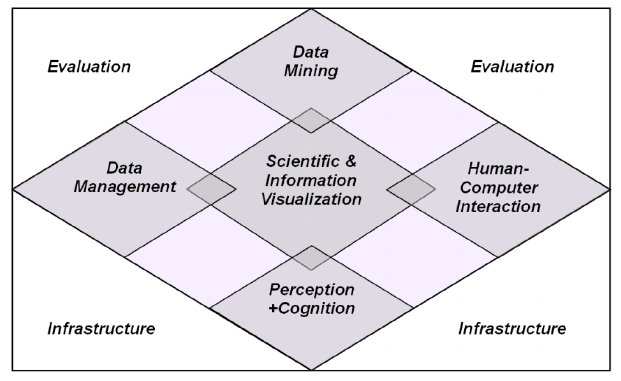 Data
Mining
Evaluation
Evaluation
Data
Management
Scientific &
Information
Visualization
Human-
Computer
Interaction
Perception
+Cognition
Infrastructure
Infrastructure